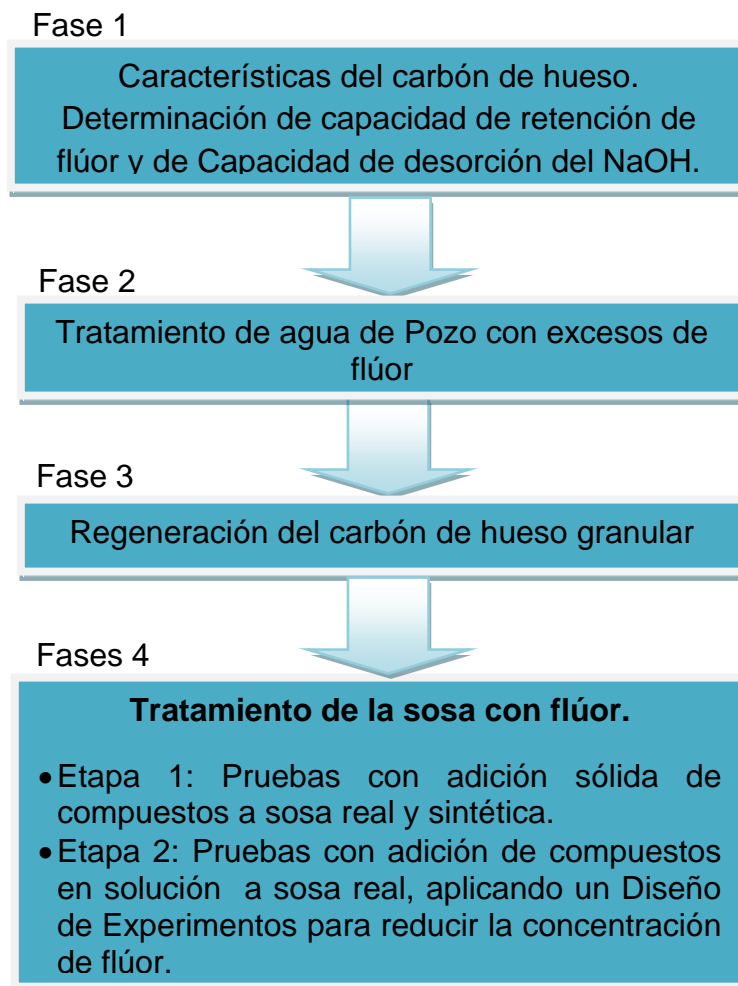 Fase 1
Características del carbón de hueso.
Determinación de capacidad de retención de
flúor y de Capacidad de desorción del NaOH.
Fase 2
Tratamiento de agua de Pozo con excesos de
flúor
Fase 3
Regeneración del carbón de hueso granular
Fases 4
Tratamiento de la sosa con flúor.
•Etapa 1: Pruebas con adición sólida de
compuestos a sosa real y sintética.
•Etapa 2: Pruebas con adición de compuestos
en solución a sosa real, aplicando un Diseño
de Experimentos para reducir la concentración
de flúor.